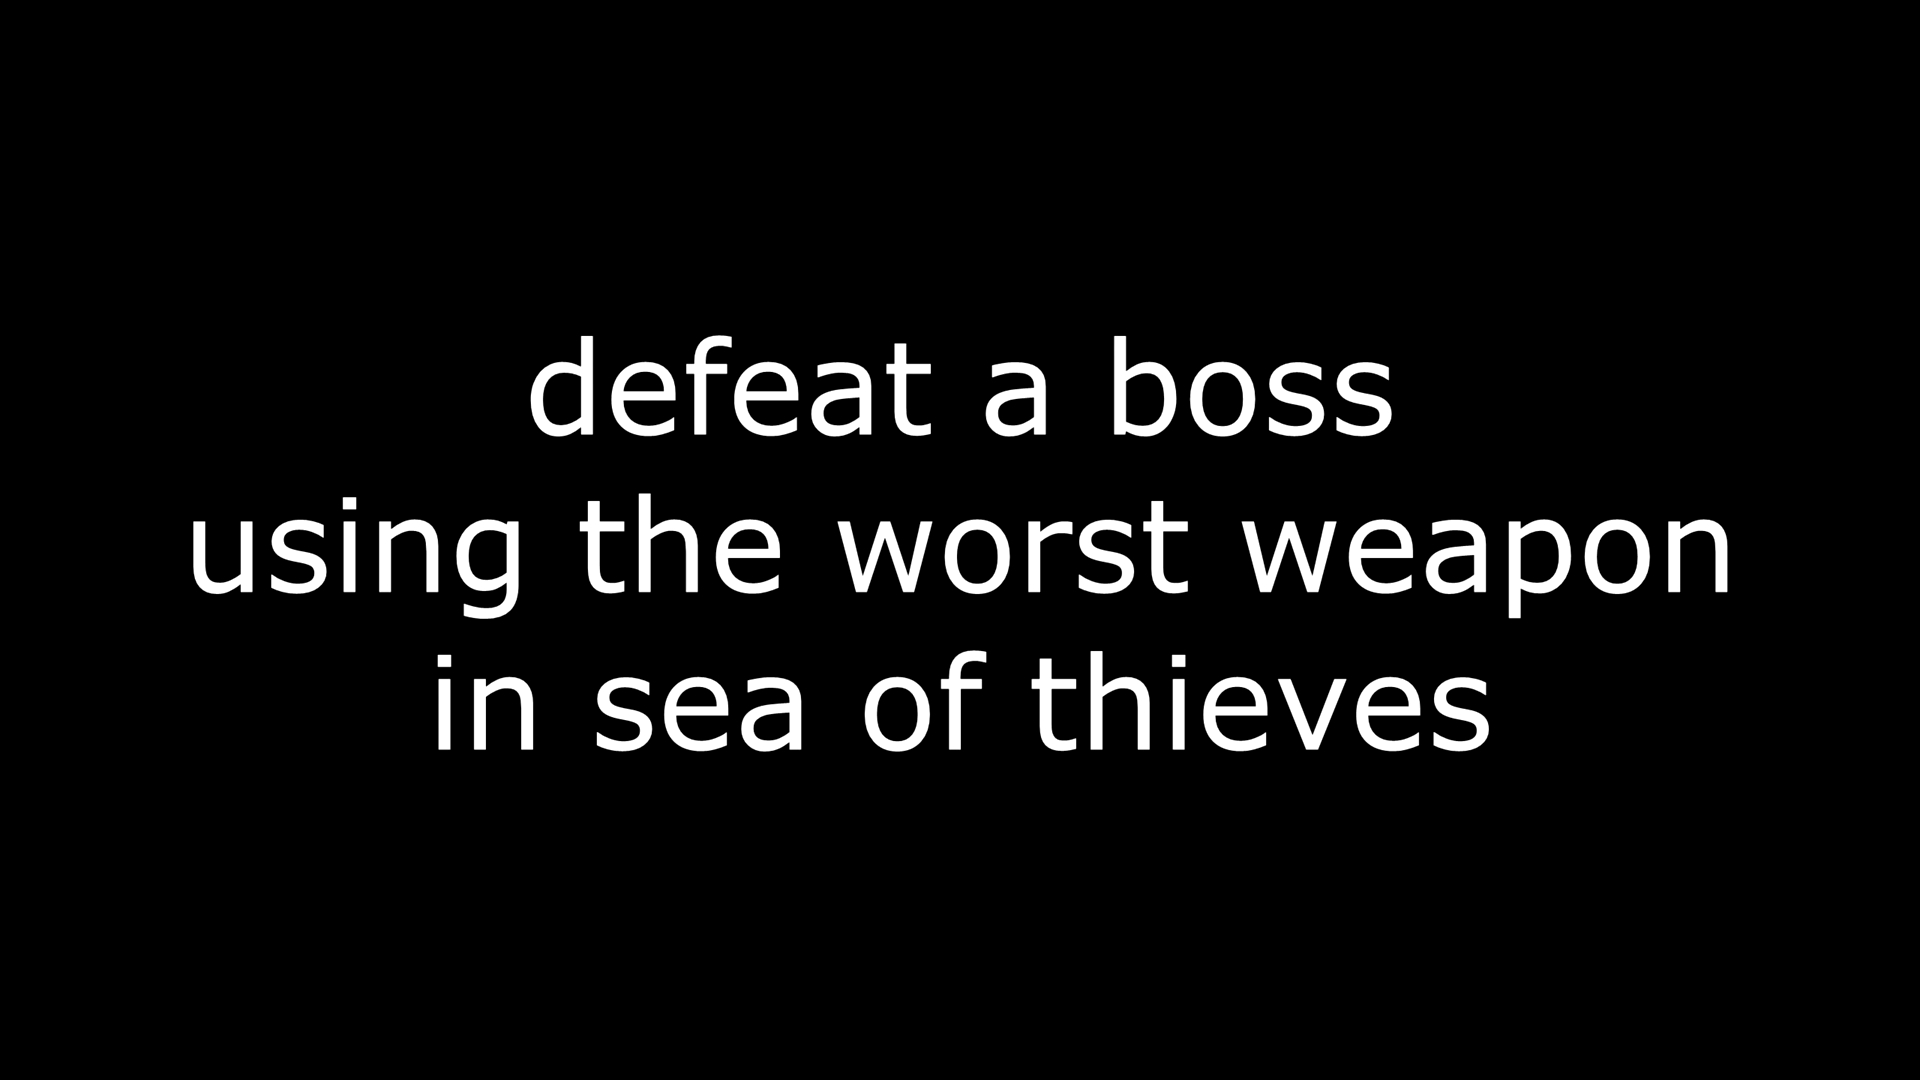 defeat a boss
using the worst weapon
in sea of thieves